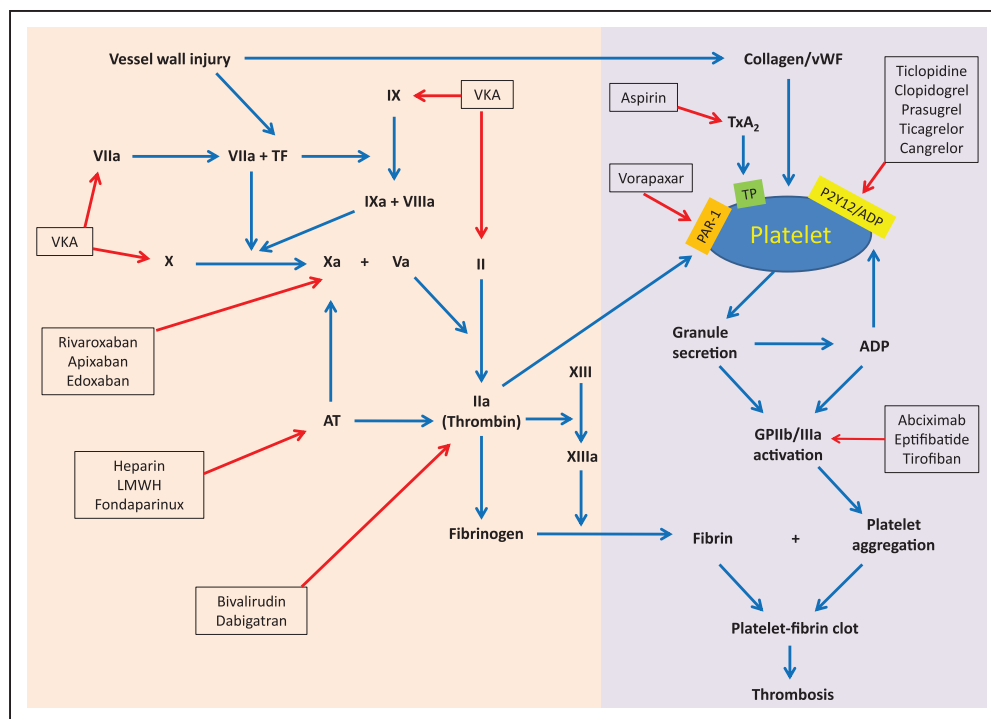 Vessel wall injury
Collagen/vWF
Ticlopidine
Clopidogrel
Prasugrel
Ticagrelor
Cangrelor
IX
VKA
Aspirin
TxA2
VIIa
VIIa + TF
Vorapaxar
TP
P2Y12/ADP
PAR-1
Platelet
IXa + VIIIa
VKA
X
Xa + Va
II
Rivaroxaban
Apixaban
Edoxaban
Granule
secretion
ADP
XIII
IIa
(Thrombin)
AT
XIIIa
GPIIb/IIIa
activation
Abciximab
Eptifibatide
Tirofiban
Heparin
LMWH
Fondaparinux
Fibrinogen
Fibrin + Platelet
aggregation
Bivalirudin
Dabigatran
Platelet-fibrin clot
Thrombosis